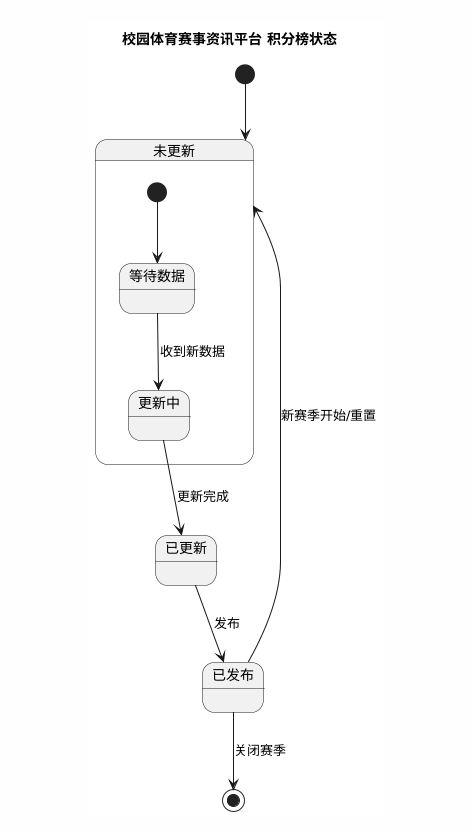 校园体育赛事资讯平台 积分榜状态
未更新
等待数据
收到新数据
更新中
新赛季开始/重置
更新完成
已更新
发布
已发布
关闭赛季